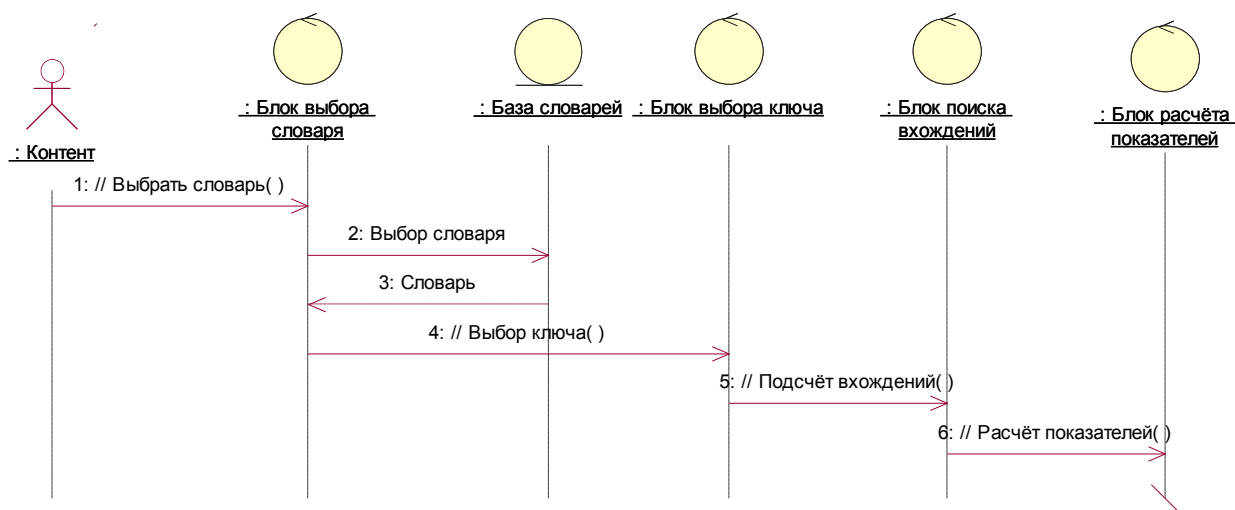 : Блок выбора
словаря
: База словарей
: Блок выбора ключа
: Блок поиска
вхождений
: Блок расчёта
показателей
: Контент
1: // Выбрать словарь( )
2: Выбор словаря
3: Словарь
4: // Выбор ключа( )
5: // Подсчёт вхождений( )
6: // Расчёт показателей( )